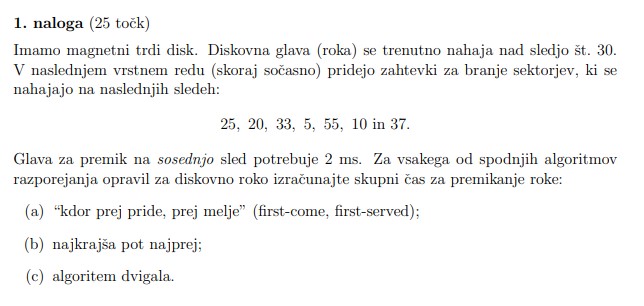 1. naloga (25 točk)
Imamo magnetni trdi disk. Diskovna glava (roka) se trenutno nahaja nad sledjo št. 30.
V naslednjem vrstnem redu (skoraj sočasno) pridejo zahtevki za branje sektorjev, ki se
nahajajo na naslednjih sledeh:
25, 20, 33, 5, 55, 10 in 37.
Glava za premik na sosednjo sled potrebuje 2 ms. Za vsakega od spodnjih algoritmov
razporejanja opravil za diskovno roko izračunajte skupni čas za premikanje roke:
(a) “kdor prej pride, prej melje” (first-come, first-served);
(b) najkrajša pot najprej;
(c) algoritem dvigala.